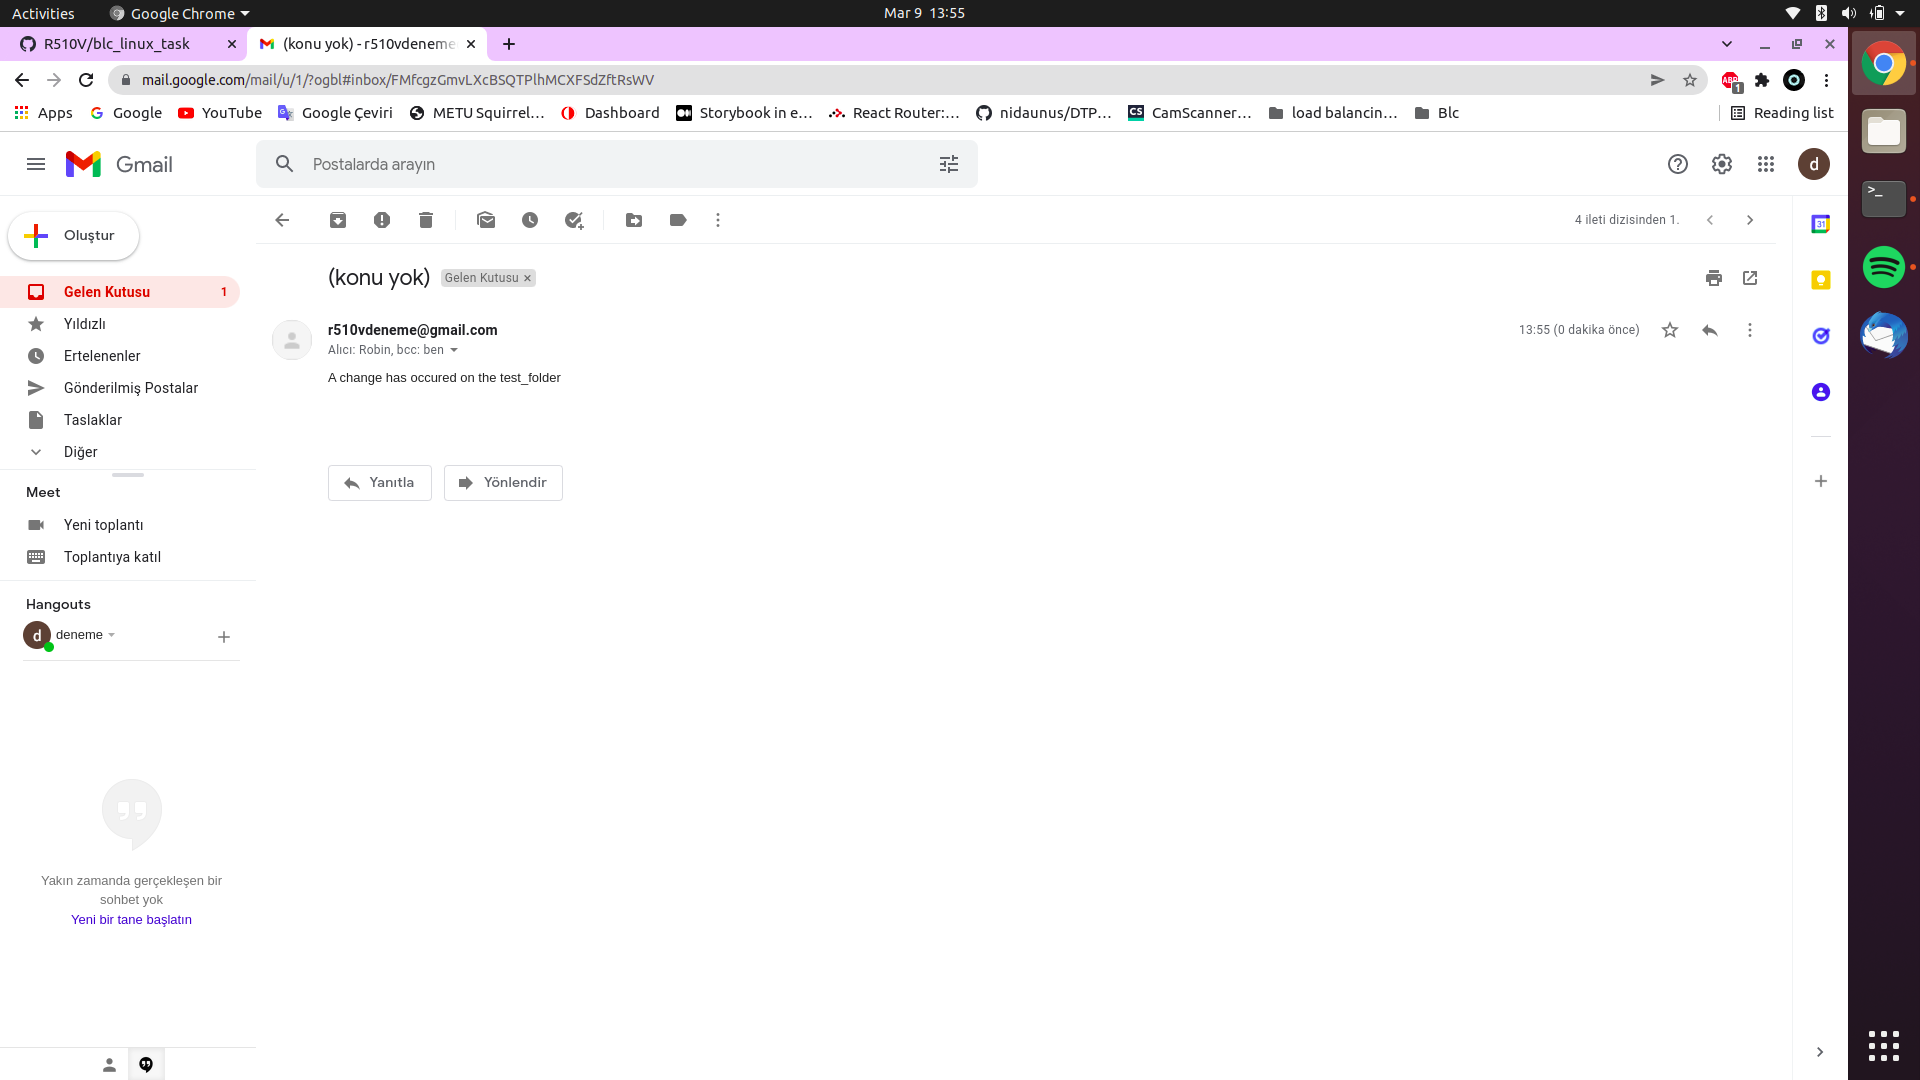 Activities
Google Chrome
Mar 9 13:55
R510V/blc_linux_task
(konu yok) - r510vdeneme
mail.google.com/mail/u/1/?ogbl#inbox/FMfcgzGmvLXcBSQTPlhMCXFSdZftRsWV
ABP
1
Apps
Google
YouTube
Google Çeviri
METU Squirrel…
Dashboard
Storybook in e…
React Router:…
nidaunus/DTP…
CS
CamScanner…
load balancin…
Blc
Reading list
Gmail
Postalarda arayın
d
Oluştur
4 ileti dizisinden 1.
31
Gelen Kutusu
1
Yıldızlı
Ertelenenler
Gönderilmiş Postalar
Taslaklar
Diğer
(konu yok)
Gelen Kutusu
r510vdeneme@gmail.com
13:55 (0 dakika önce)
Alıcı: Robin, bcc: ben
A change has occured on the test_folder
Yanıtla
Yönlendir
Meet
Yeni toplantı
Toplantıya katıl
Hangouts
d
deneme
Yakın zamanda gerçekleşen bir
sohbet yok
Yeni bir tane başlatın